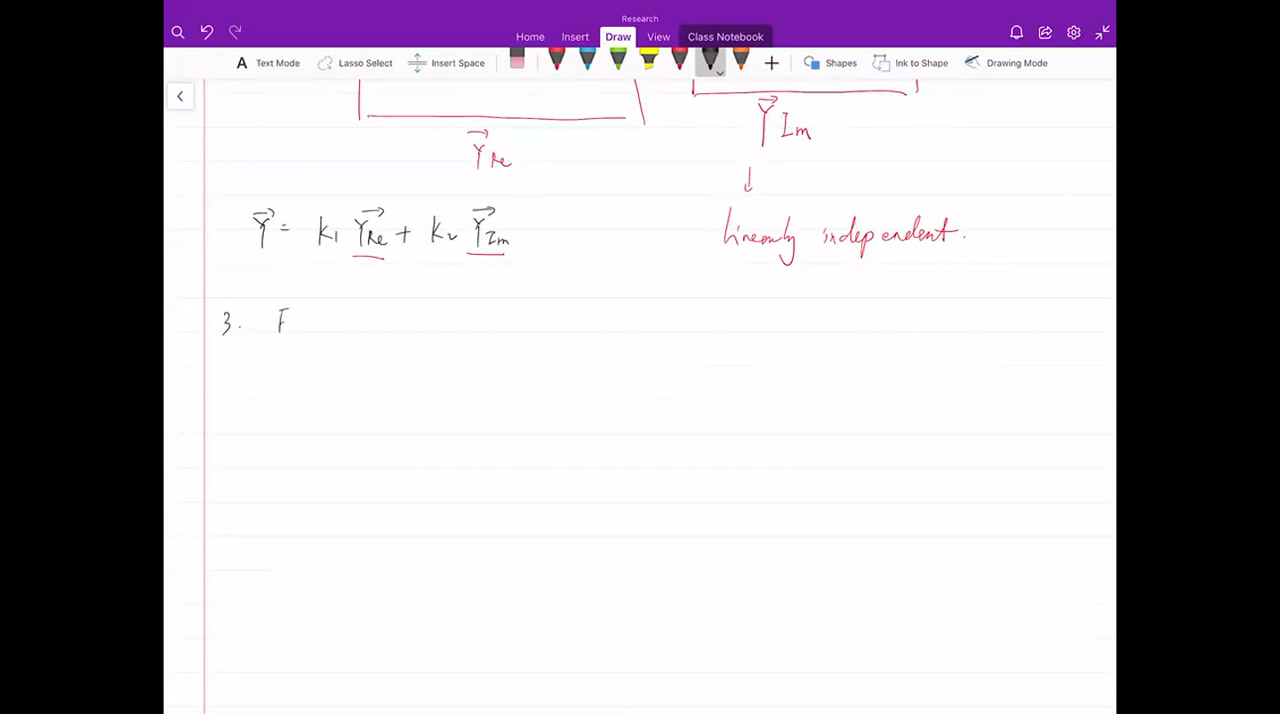 Research
Home Insert Draw View Class Notebook
A Text Mode Lasso Select Insert Space Shapes Ink to Shape Drawing Mode
Y⃗ Re
Y⃗ Im
↓
Y⃗ = K₁ Y⃗Re + K₂ Y⃗Im
linearly independent.
3. F